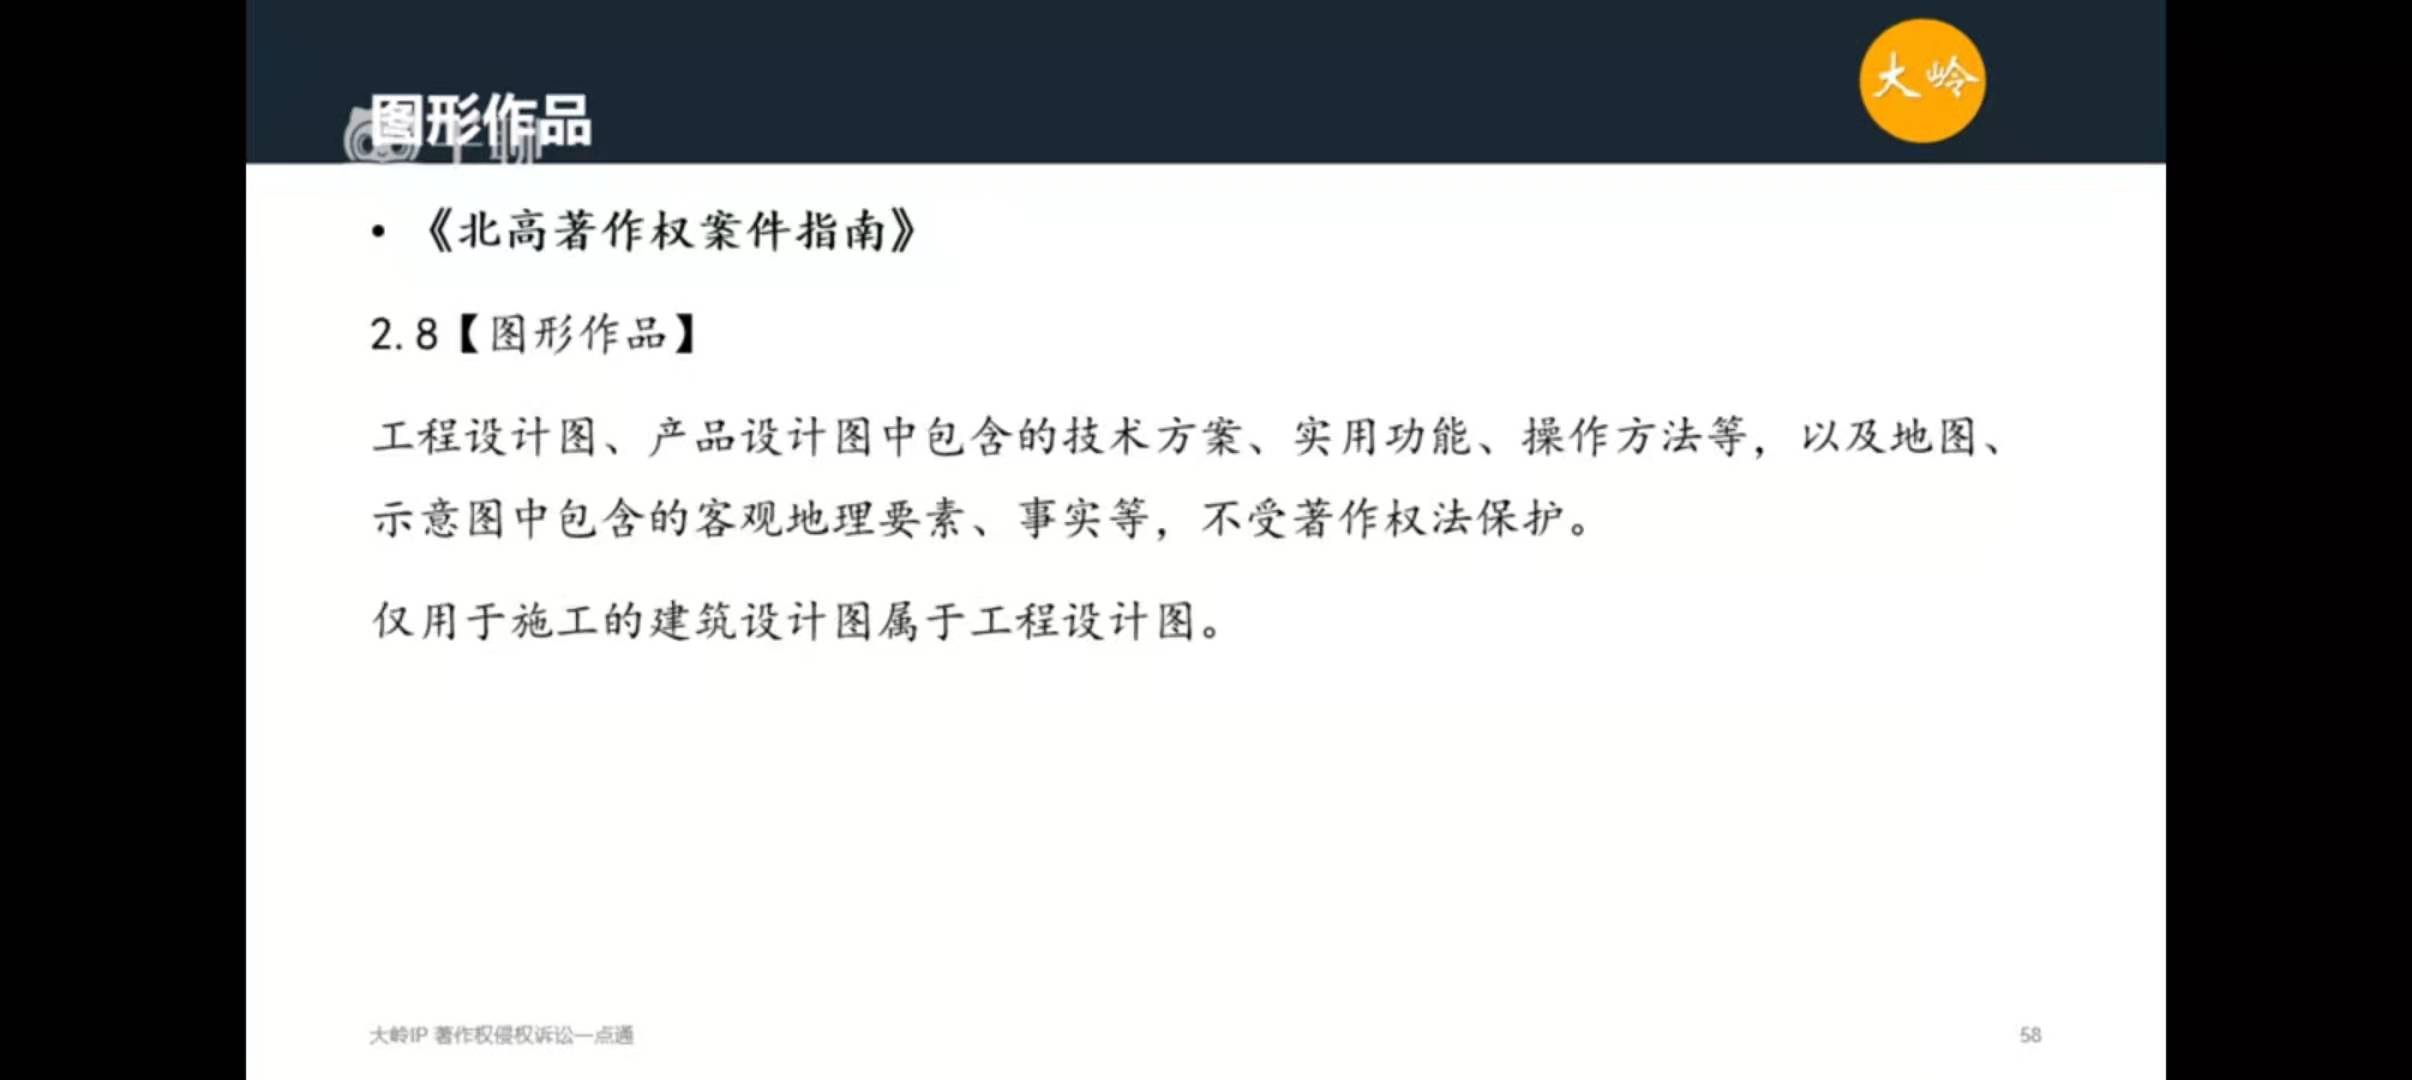 图形作品
大岭
• 《北高著作权案件指南》
2.8【图形作品】
工程设计图、产品设计图中包含的技术方案、实用功能、操作方法等，以及地图、
示意图中包含的客观地理要素、事实等，不受著作权法保护。
仅用于施工的建筑设计图属于工程设计图。
大岭IP 著作权侵权诉讼一点通
58